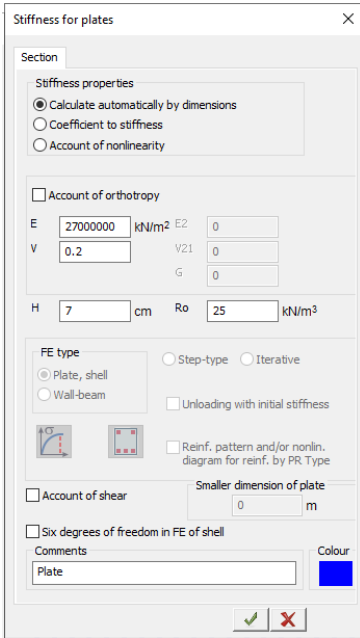 Stiffness for plates
Section
Stiffness properties
Calculate automatically by dimensions
Coefficient to stiffness
Account of nonlinearity
Account of orthotropy
E 27000000 kN/m² E2 0
V 0.2 V21 0
G 0
H 7 cm Ro 25 kN/m³
FE type
Plate, shell
Wall-beam
Step-type Iterative
Unloading with initial stiffness
σ
Reinf. pattern and/or nonlin.
diagram for reinf. by PR Type
Account of shear
Smaller dimension of plate
0 m
Six degrees of freedom in FE of shell
Comments Colour
Plate